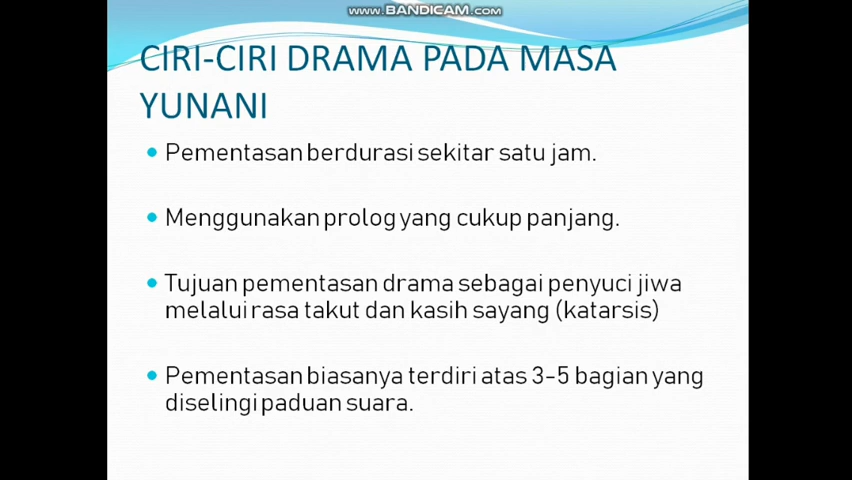 www.BANDICAM.com
CIRI-CIRI DRAMA PADA MASA
YUNANI
• Pementasan berdurasi sekitar satu jam.
• Menggunakan prolog yang cukup panjang.
• Tujuan pementasan drama sebagai penyuci jiwa
melalui rasa takut dan kasih sayang (katarsis)
• Pementasan biasanya terdiri atas 3-5 bagian yang
diselingi paduan suara.